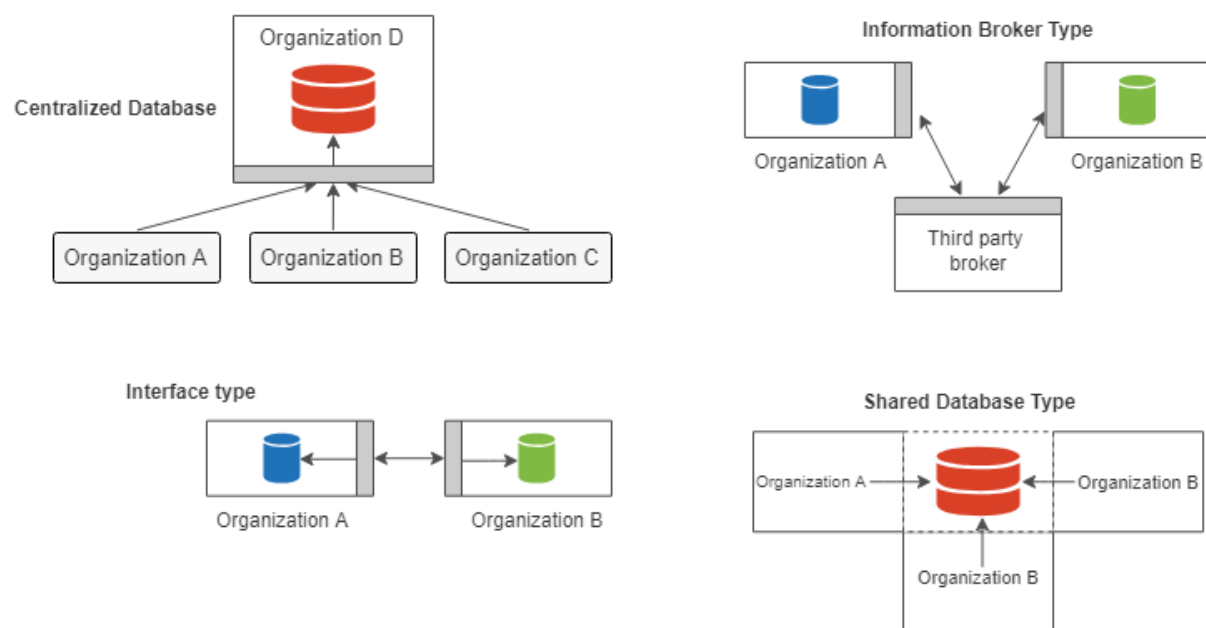 Organization D
Centralized Database
Organization A
Organization B
Organization C
Information Broker Type
Organization A
Organization B
Third party
broker
Interface type
Organization A
Organization B
Shared Database Type
Organization A
Organization B
Organization B